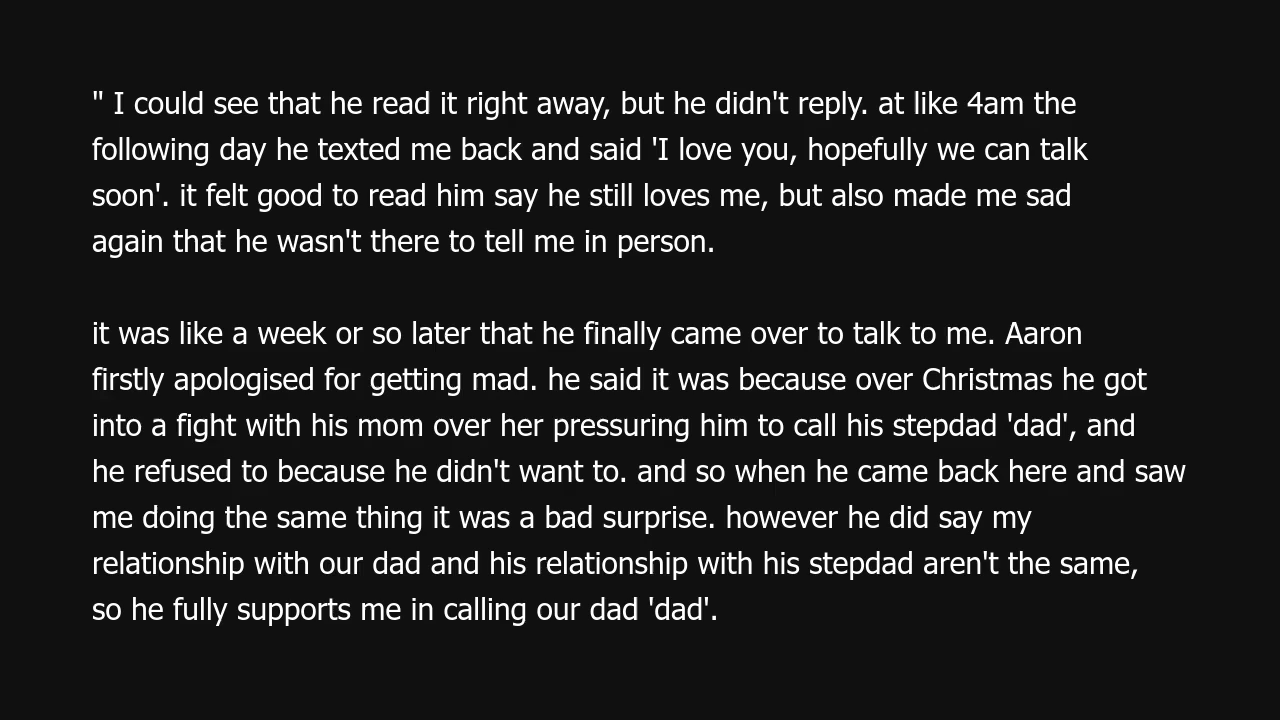 " I could see that he read it right away, but he didn't reply. at like 4am the
following day he texted me back and said 'I love you, hopefully we can talk
soon'. it felt good to read him say he still loves me, but also made me sad
again that he wasn't there to tell me in person.
it was like a week or so later that he finally came over to talk to me. Aaron
firstly apologised for getting mad. he said it was because over Christmas he got
into a fight with his mom over her pressuring him to call his stepdad 'dad', and
he refused to because he didn't want to. and so when he came back here and saw
me doing the same thing it was a bad surprise. however he did say my
relationship with our dad and his relationship with his stepdad aren't the same,
so he fully supports me in calling our dad 'dad'.